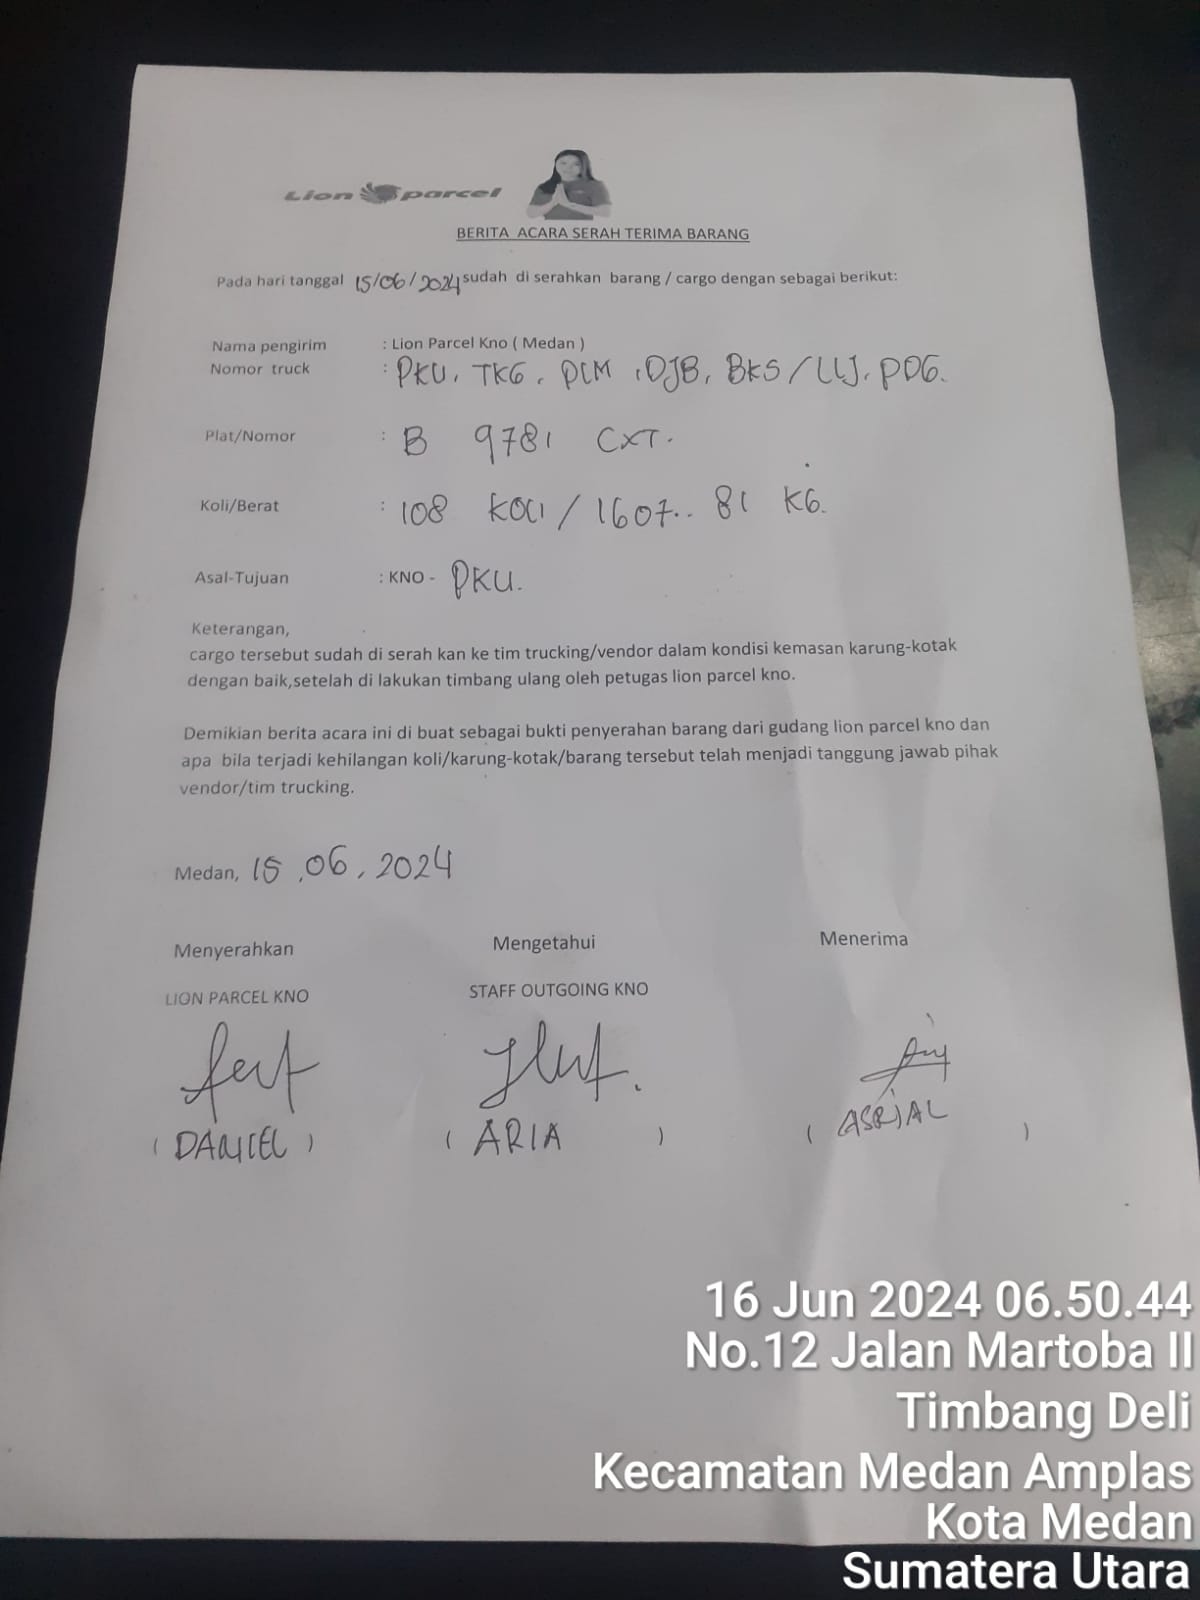 Lion parcel
BERITA ACARA SERAH TERIMA BARANG
Pada hari tanggal 15/06/2024 sudah di serahkan barang / cargo dengan sebagai berikut:
Nama pengirim : Lion Parcel Kno ( Medan )
Nomor truck : PKU, TKG, PLM, DJB, BKS/LLJ, PDG.
Plat/Nomor : B 9781 CXT.
Koli/Berat : 108 KOLI / 1607.. 81 KG.
Asal-Tujuan : KNO - PKU.
Keterangan,
cargo tersebut sudah di serah kan ke tim trucking/vendor dalam kondisi kemasan karung-kotak
dengan baik,setelah di lakukan timbang ulang oleh petugas lion parcel kno.
Demikian berita acara ini di buat sebagai bukti penyerahan barang dari gudang lion parcel kno dan
apa bila terjadi kehilangan koli/karung-kotak/barang tersebut telah menjadi tanggung jawab pihak
vendor/tim trucking.
Medan, 15,06,2024
Menyerahkan Mengetahui Menerima
LION PARCEL KNO STAFF OUTGOING KNO
( DANIEL ) ( ARIA ) ( ASRIAL )
16 Jun 2024 06.50.44
No.12 Jalan Martoba II
Timbang Deli
Kecamatan Medan Amplas
Kota Medan
Sumatera Utara